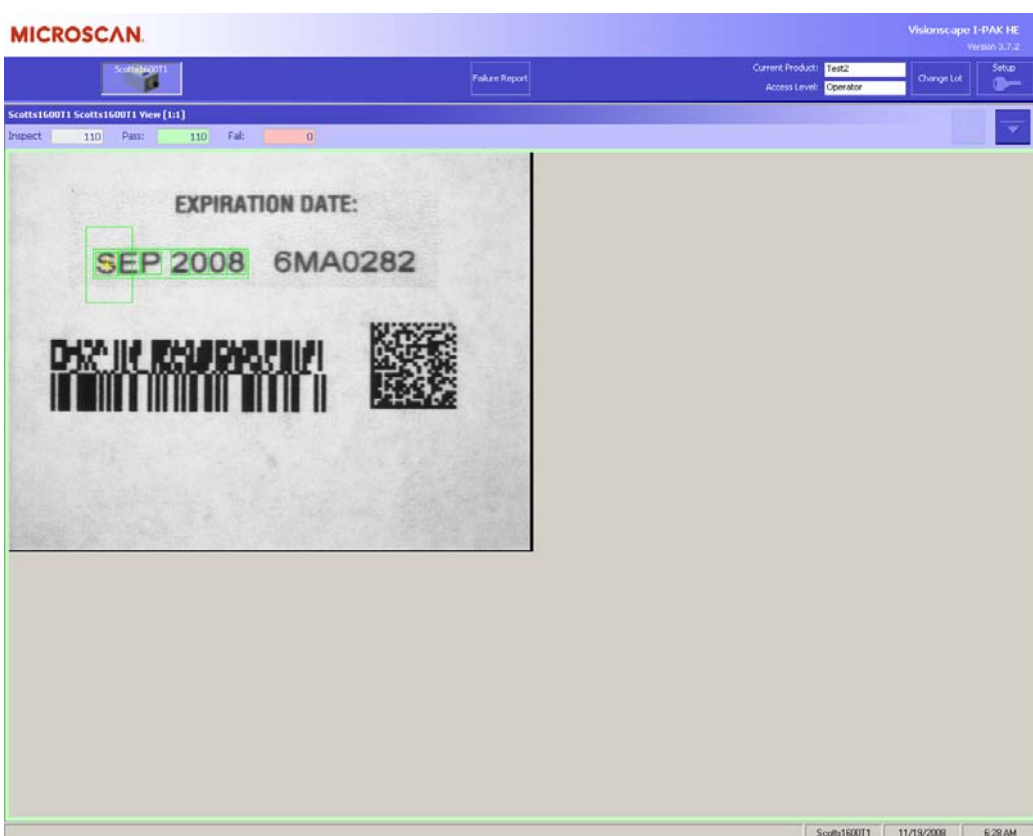 MICROSCAN.
Visionscape I-PAK HE
Version 3.7.2
Scotts1600T1
Failure Report
Current Product: Test2
Access Level: Operator
Change Lot
Setup
Scotts1600T1 Scotts1600T1 View [1:1]
Inspect 110 Pass: 110 Fail: 0
EXPIRATION DATE:
SEP 2008 6MA0282
Scotts1600T1 11/19/2008 6:28 AM